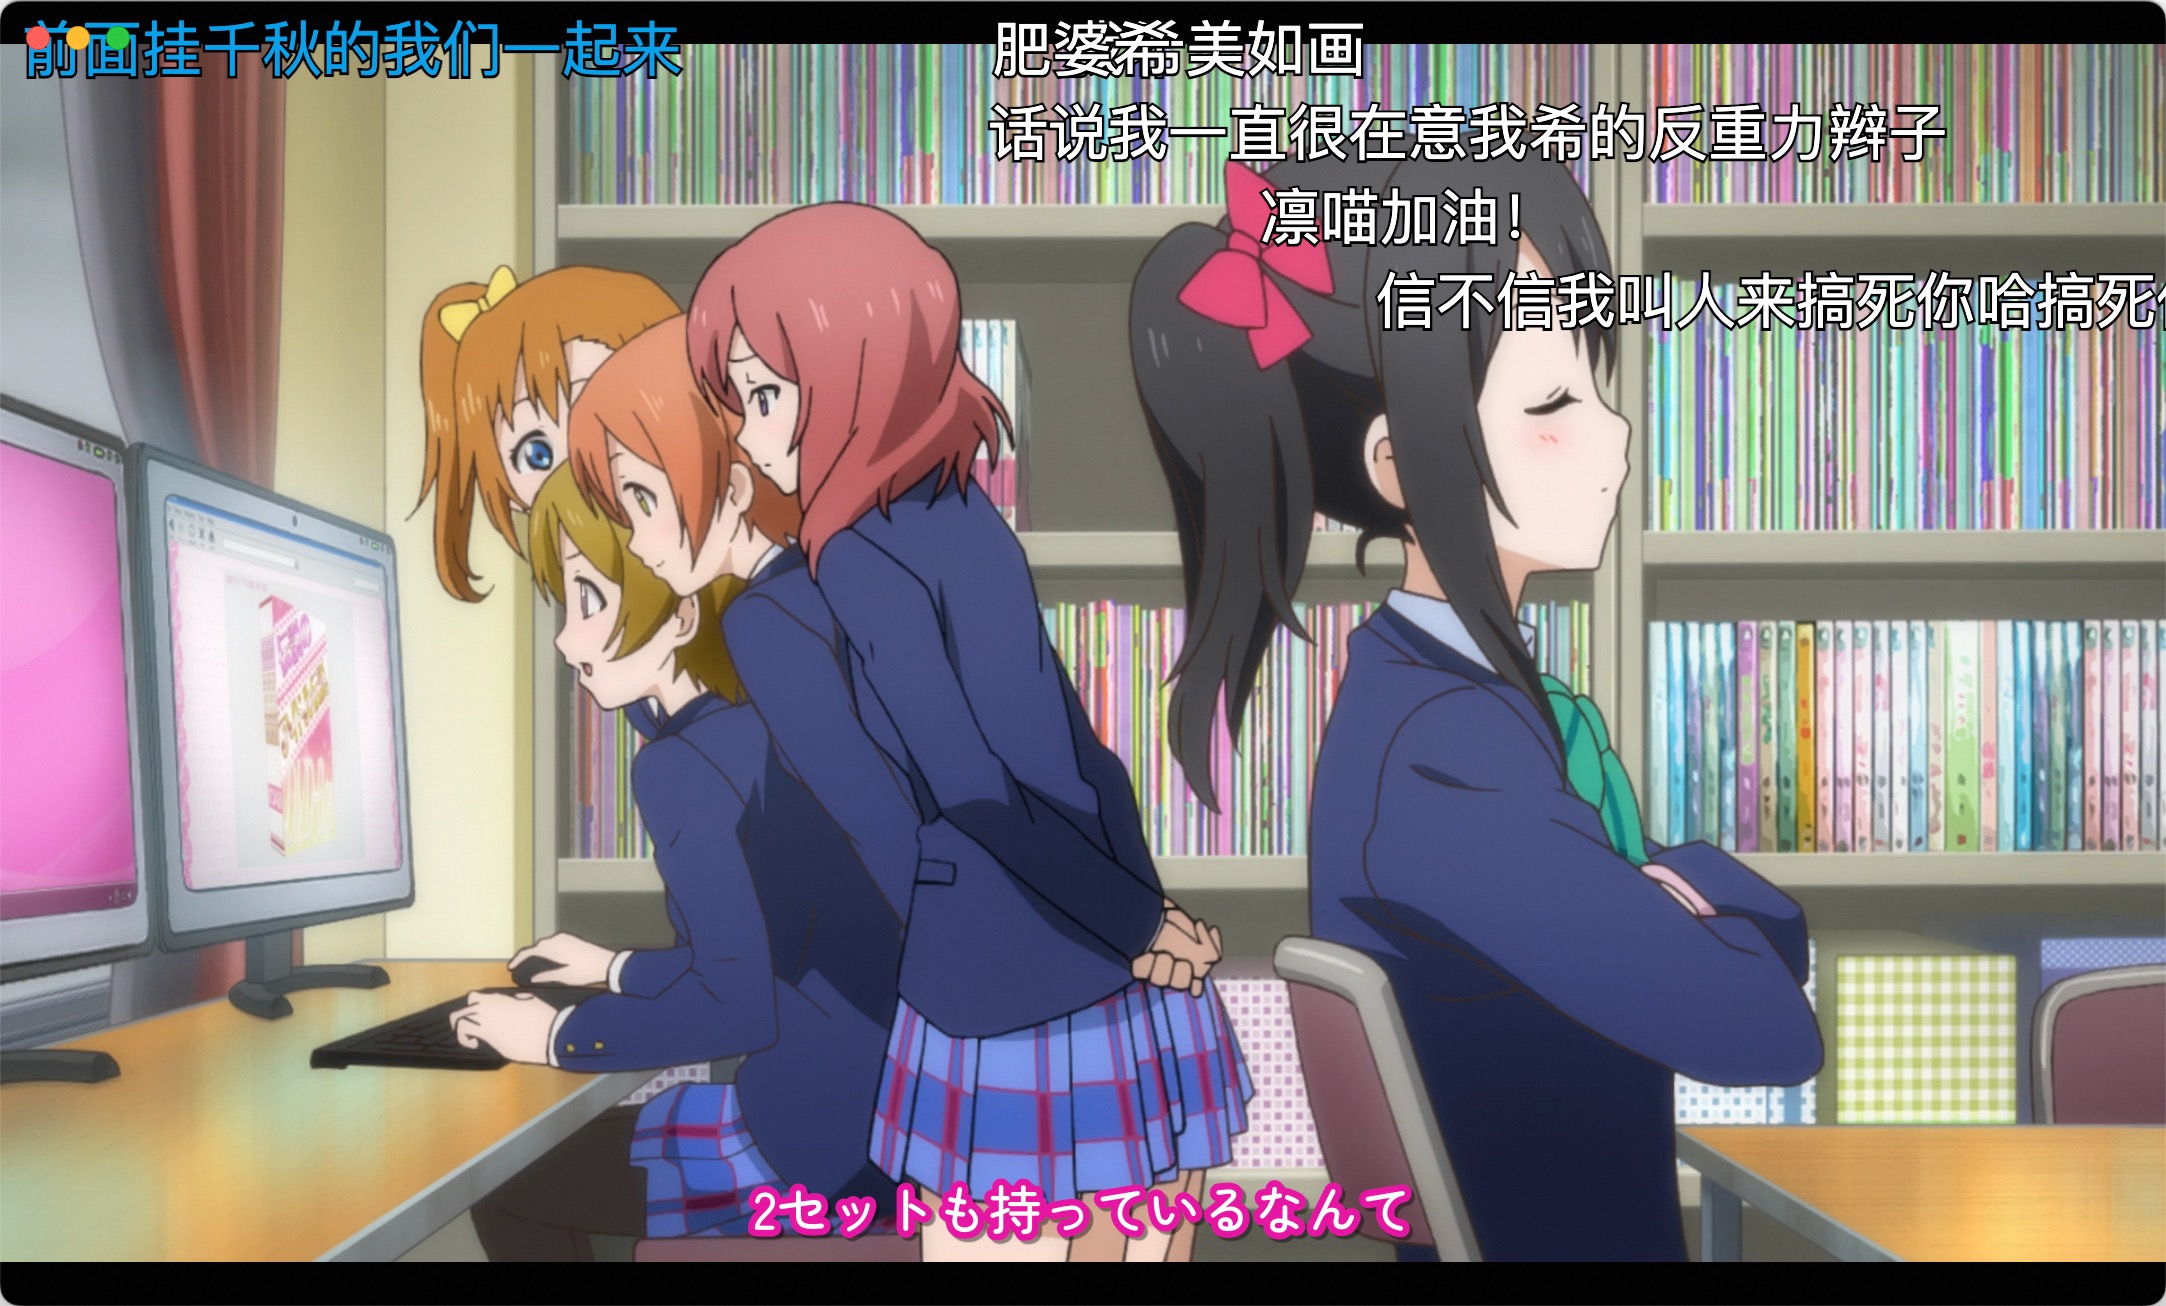 前面挂千秋的我们一起来
肥婆希美如画
话说我一直很在意我希的反重力辫子
凛喵加油！
信不信我叫人来搞死你哈搞死
2セットも持っているなんて